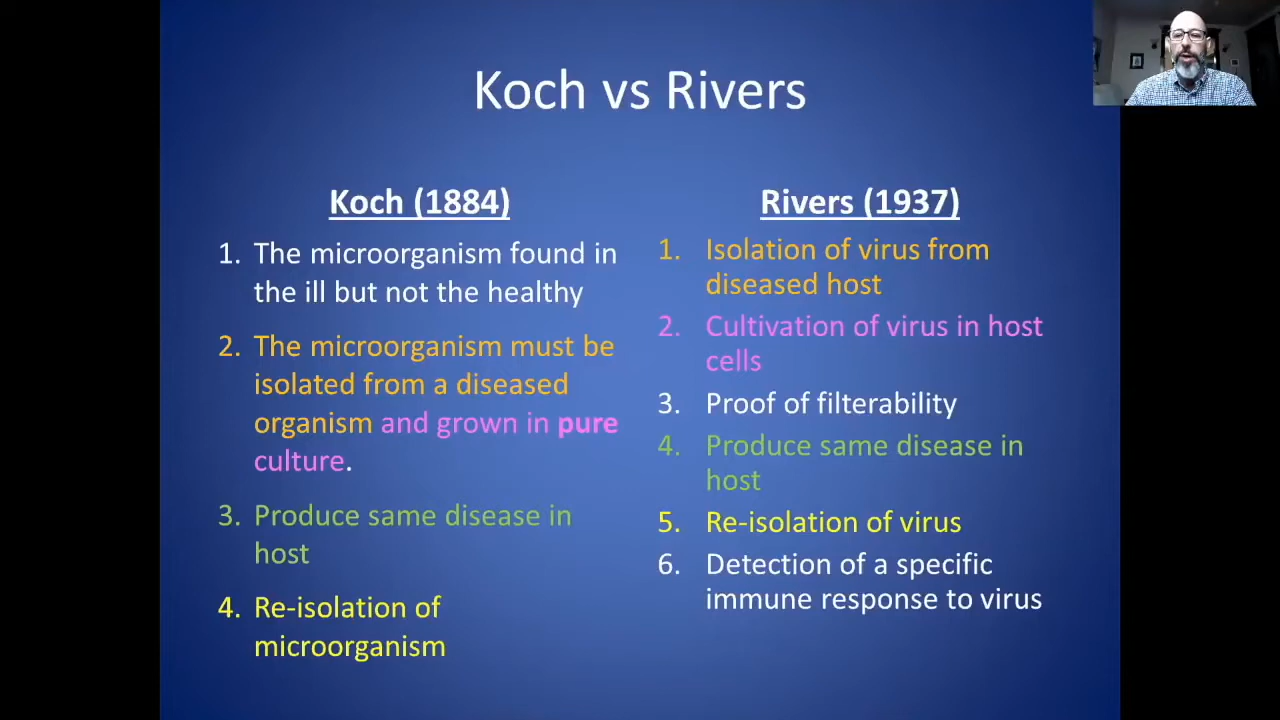 Koch vs Rivers
Koch (1884)
1. The microorganism found in
the ill but not the healthy
2. The microorganism must be
isolated from a diseased
organism and grown in pure
culture.
3. Produce same disease in
host
4. Re-isolation of
microorganism
Rivers (1937)
1. Isolation of virus from
diseased host
2. Cultivation of virus in host
cells
3. Proof of filterability
4. Produce same disease in
host
5. Re-isolation of virus
6. Detection of a specific
immune response to virus